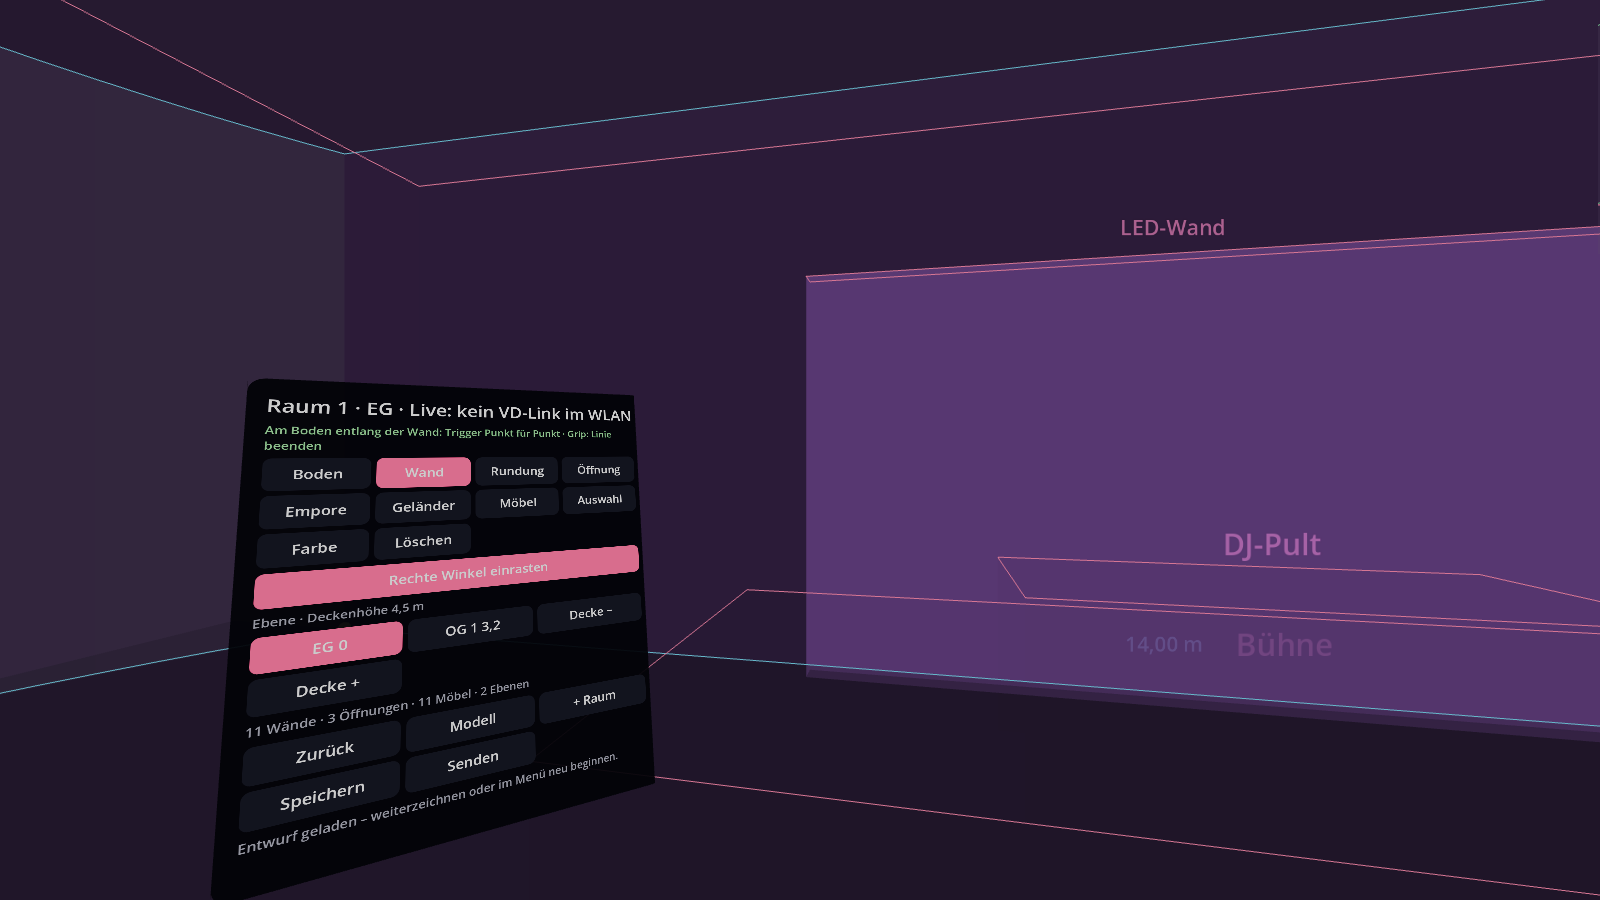 LED-Wand
Raum 1 · EG · Live: kein VD-Link im WLAN
Am Boden entlang der Wand: Trigger Punkt für Punkt · Grip: Linie
beenden
Boden Wand Rundung Öffnung
Empore Geländer Möbel Auswahl
Farbe Löschen
Rechte Winkel einrasten
Ebene · Deckenhöhe 4,5 m
EG 0 OG 1 3,2 Decke –
Decke +
11 Wände · 3 Öffnungen · 11 Möbel · 2 Ebenen
Zurück Modell + Raum
Speichern Senden
Entwurf geladen – weiterzeichnen oder im Menü neu beginnen.
DJ-Pult
14,00 m Bühne